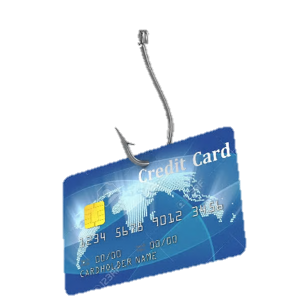 Credit Card
1234 5678 9012 3456
00/00 00/00
CARDHOLDER NAME